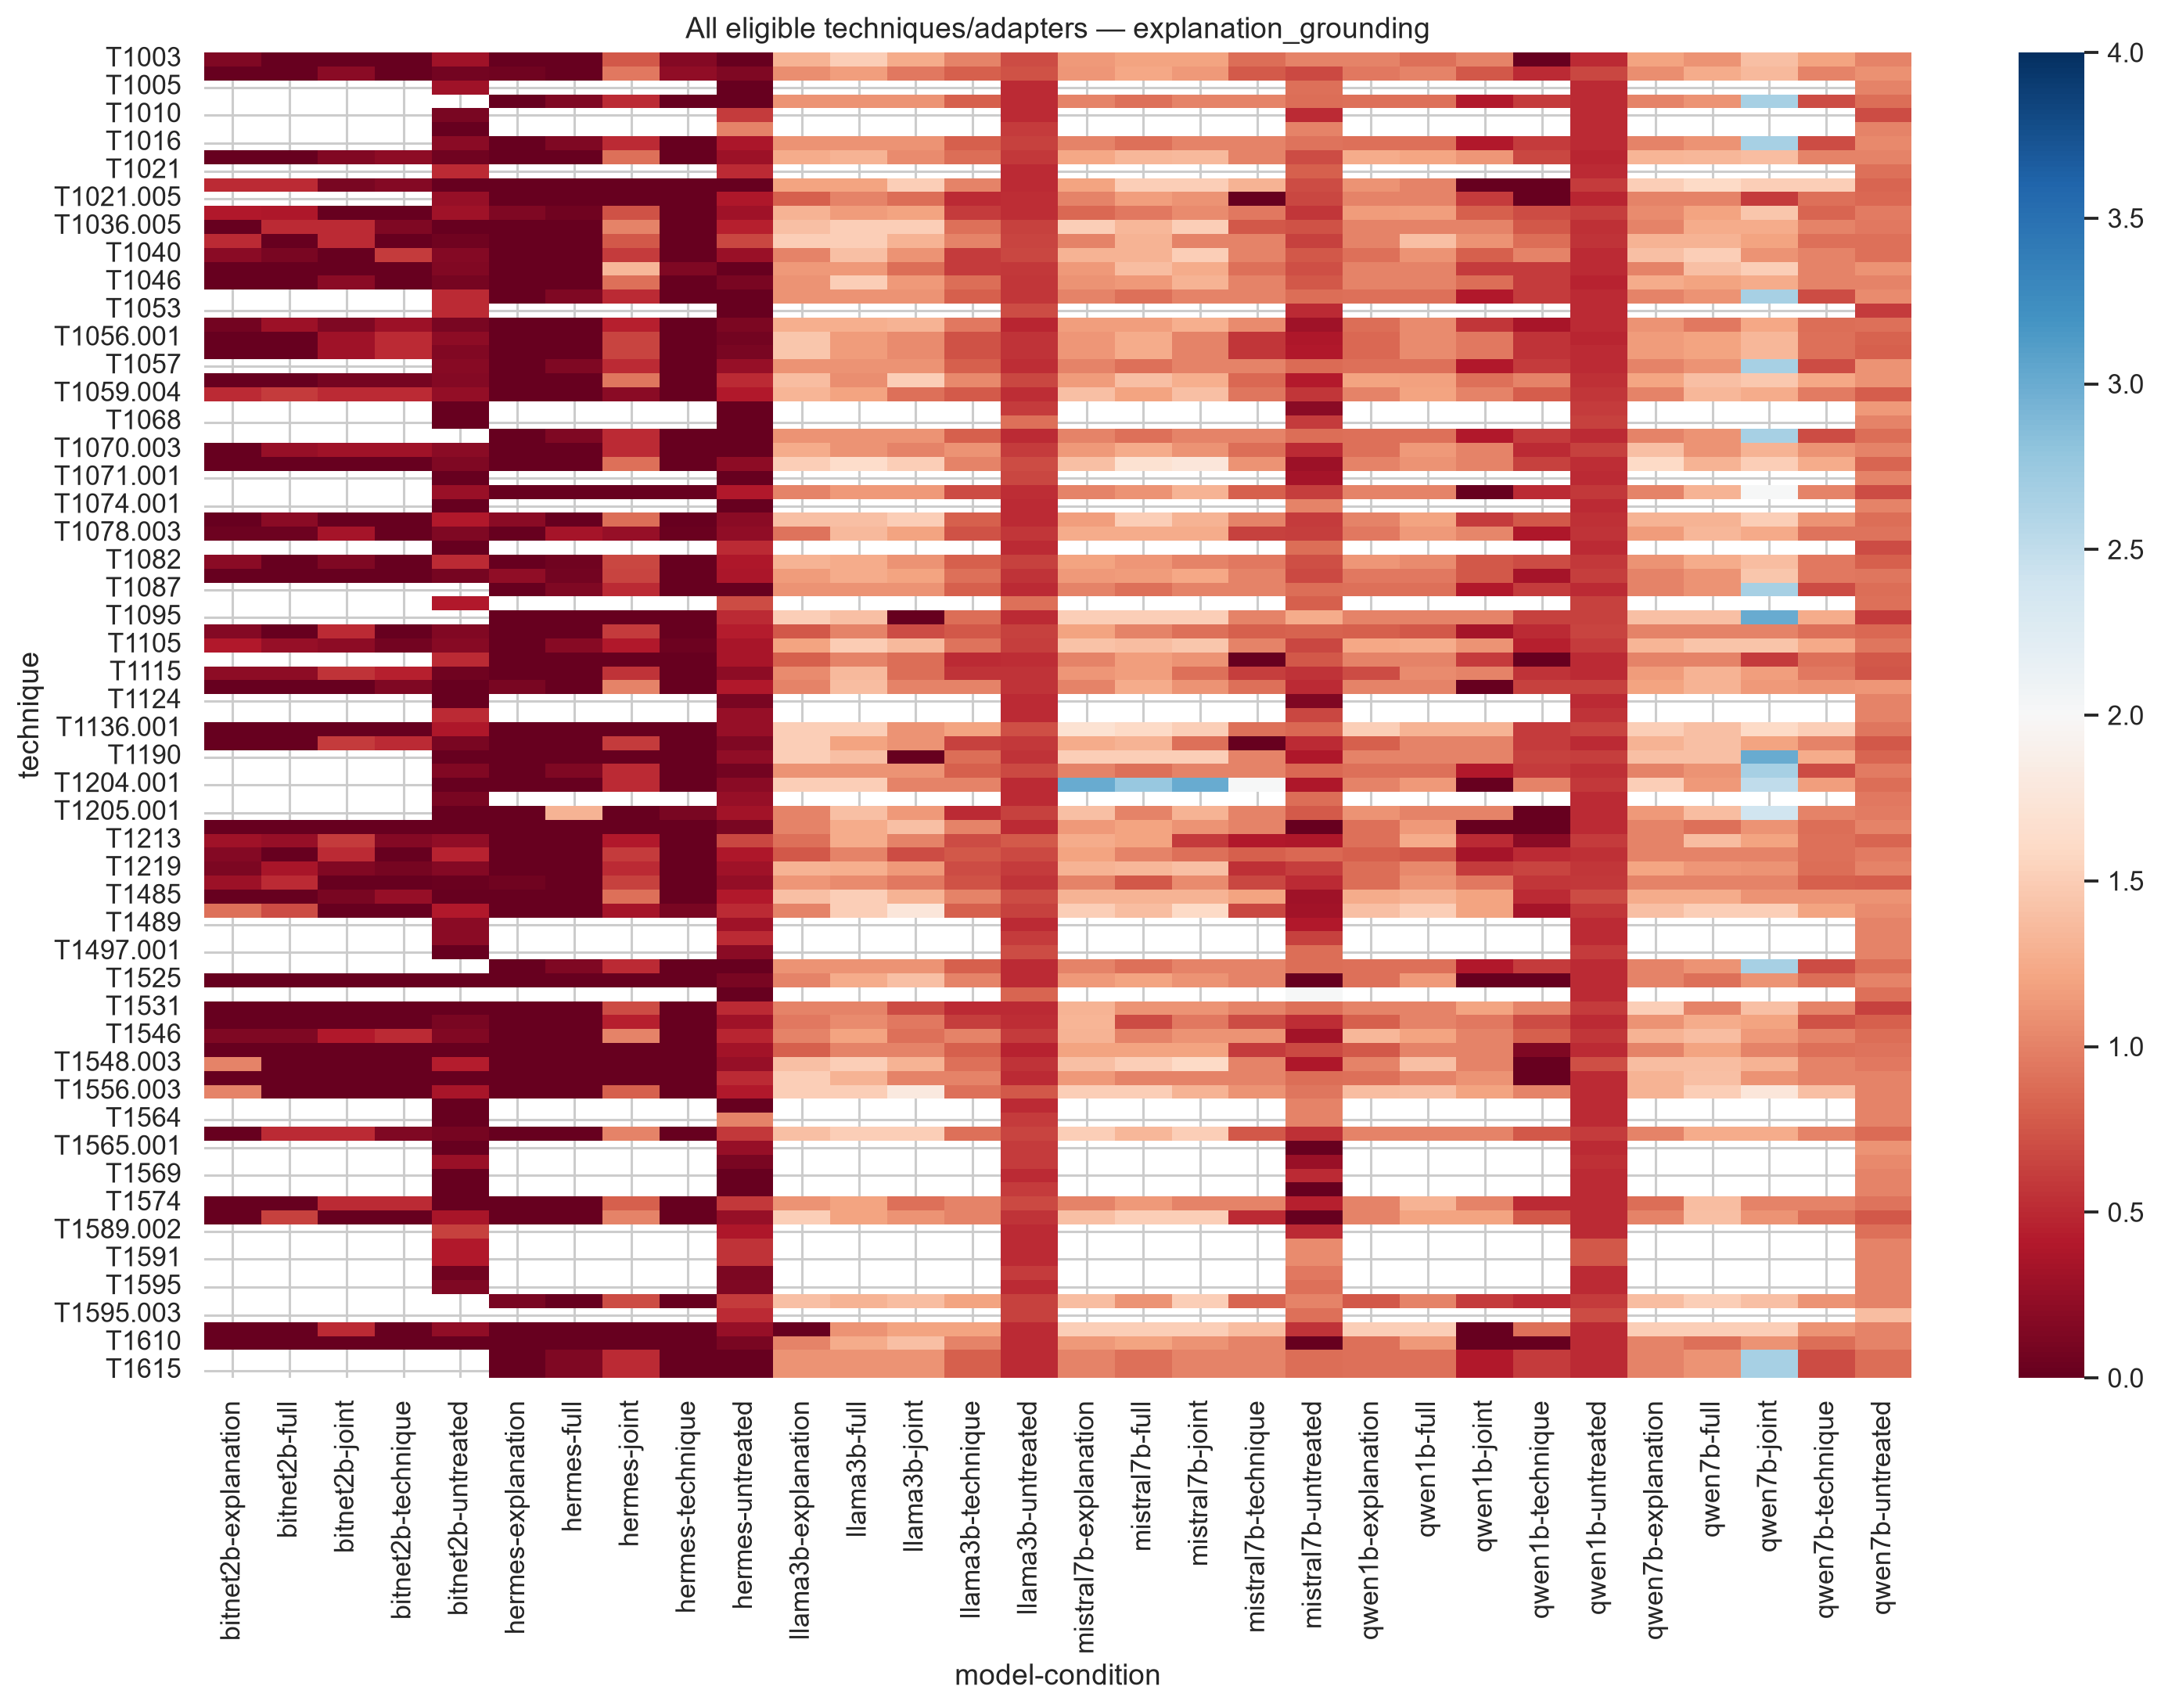 All eligible techniques/adapters — explanation_grounding
technique
T1003
T1005
T1010
T1016
T1021
T1021.005
T1036.005
T1040
T1046
T1053
T1056.001
T1057
T1059.004
T1068
T1070.003
T1071.001
T1074.001
T1078.003
T1082
T1087
T1095
T1105
T1115
T1124
T1136.001
T1190
T1204.001
T1205.001
T1213
T1219
T1485
T1489
T1497.001
T1525
T1531
T1546
T1548.003
T1556.003
T1564
T1565.001
T1569
T1574
T1589.002
T1591
T1595
T1595.003
T1610
T1615
4.0
3.5
3.0
2.5
2.0
1.5
1.0
0.5
0.0
bitnet2b-explanation
bitnet2b-full
bitnet2b-joint
bitnet2b-technique
bitnet2b-untreated
hermes-explanation
hermes-full
hermes-joint
hermes-technique
hermes-untreated
llama3b-explanation
llama3b-full
llama3b-joint
llama3b-technique
llama3b-untreated
mistral7b-explanation
mistral7b-full
mistral7b-joint
mistral7b-technique
mistral7b-untreated
qwen1b-explanation
qwen1b-full
qwen1b-joint
qwen1b-technique
qwen1b-untreated
qwen7b-explanation
qwen7b-full
qwen7b-joint
qwen7b-technique
qwen7b-untreated
model-condition